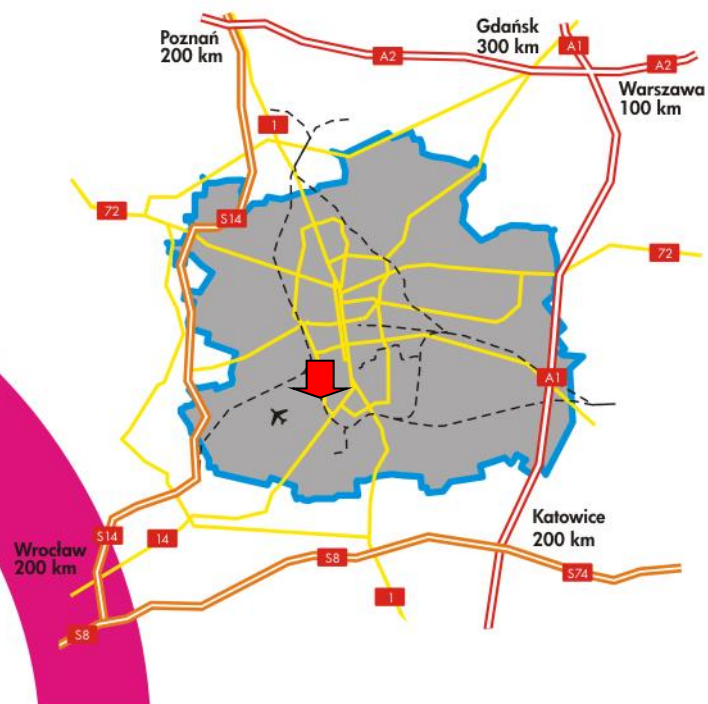 Poznań
200 km
Gdańsk
300 km
A1
A2
A2
Warszawa
100 km
1
72
S14
72
A1
Katowice
200 km
S14
14
Wrocław
200 km
S8
S74
1
S8